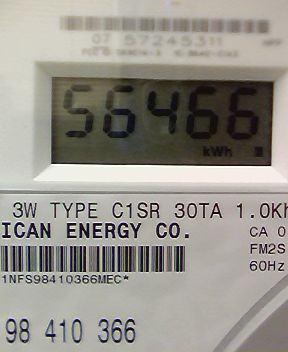 07 57245311
56466
kWh
3W TYPE C1SR 30TA 1.0Kh
ICAN ENERGY CO.
CA 0
FM2S
60Hz
1NFS98410366MEC*
98 410 366